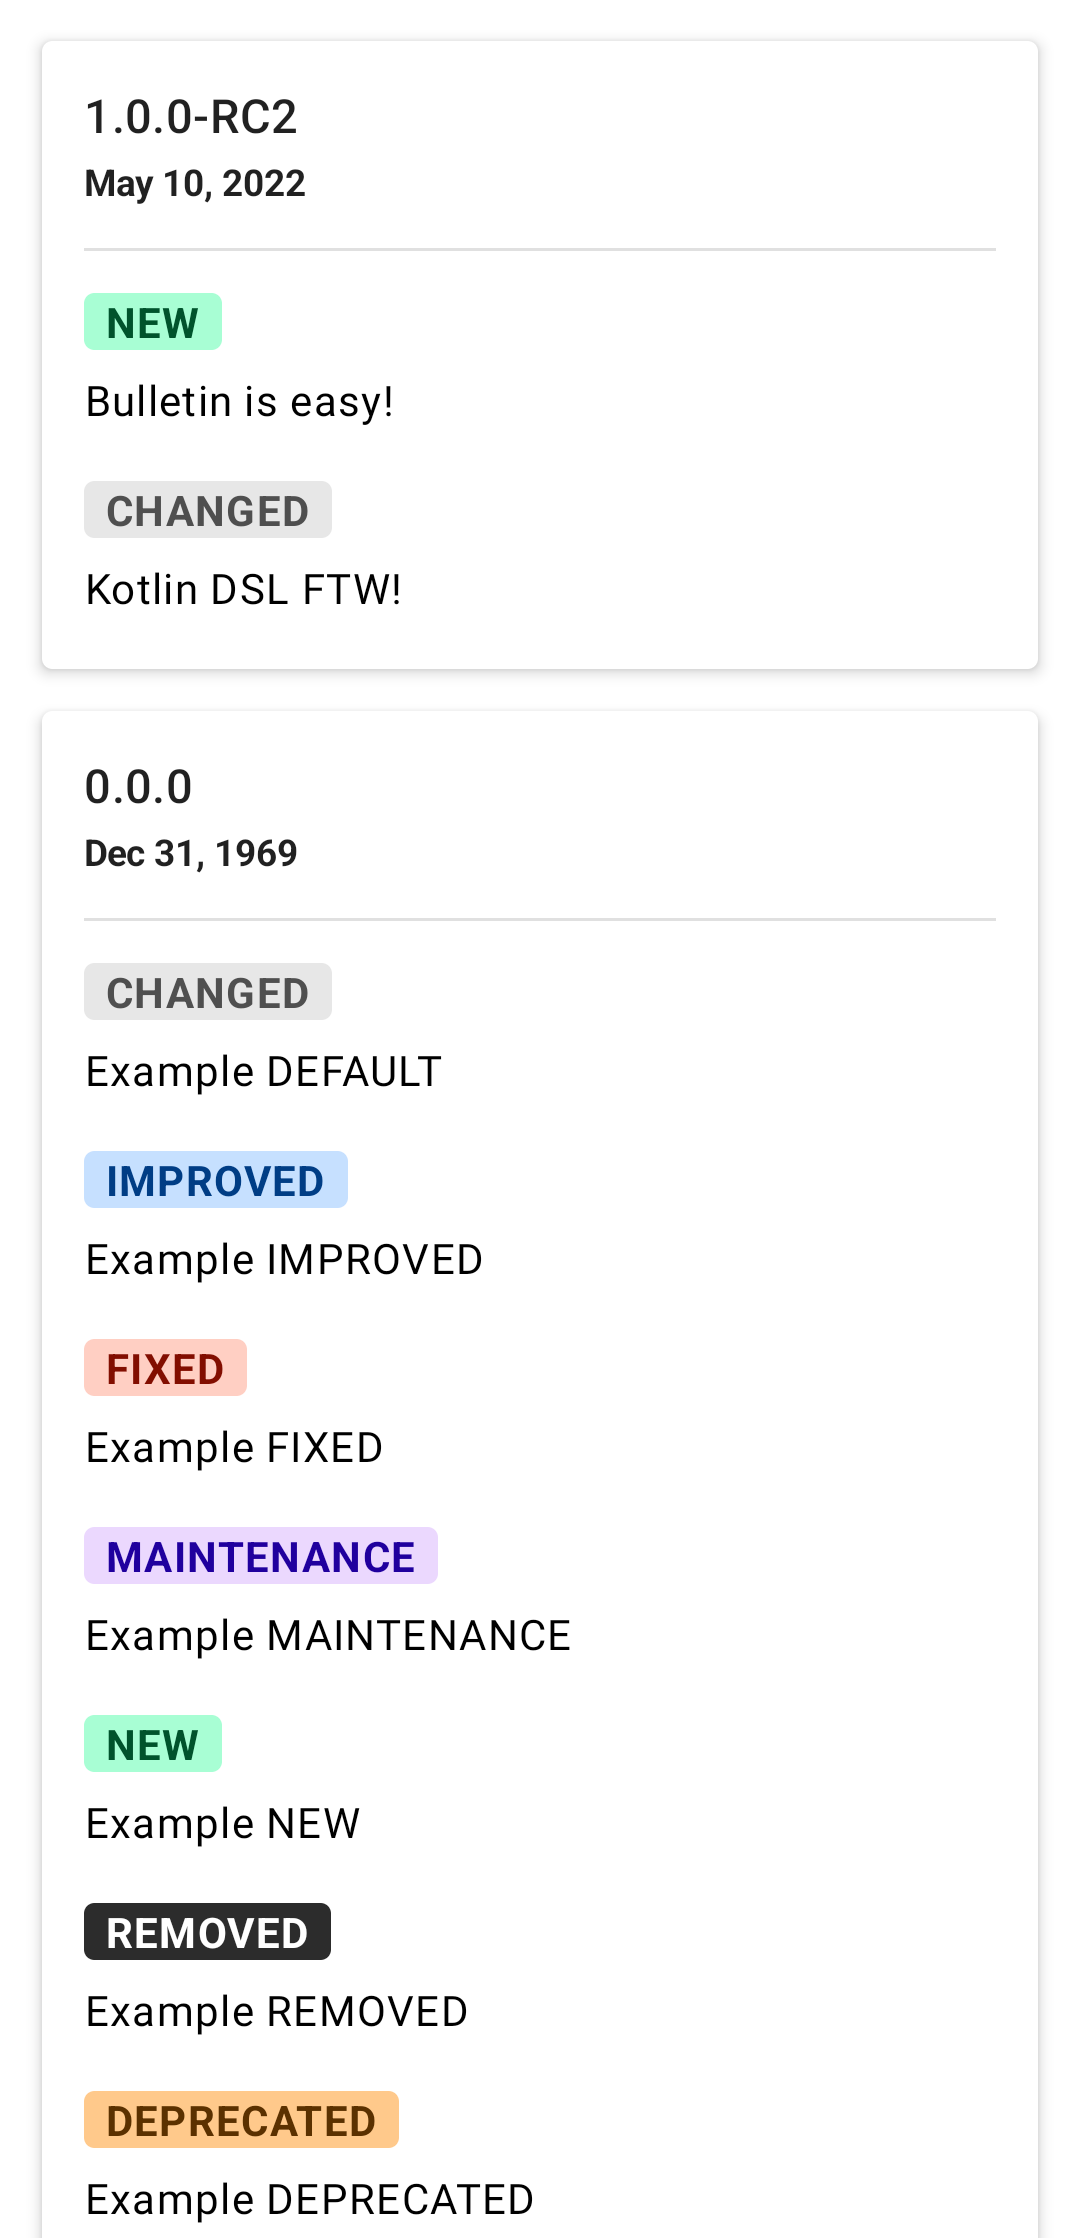 1.0.0-RC2
May 10, 2022
NEW
Bulletin is easy!
CHANGED
Kotlin DSL FTW!
0.0.0
Dec 31, 1969
CHANGED
Example DEFAULT
IMPROVED
Example IMPROVED
FIXED
Example FIXED
MAINTENANCE
Example MAINTENANCE
NEW
Example NEW
REMOVED
Example REMOVED
DEPRECATED
Example DEPRECATED